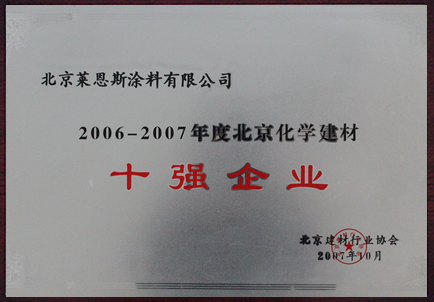 北京莱恩斯涂料有限公司
2006-2007年度北京化学建材
十强企业
北京建材行业协会
2007年10月